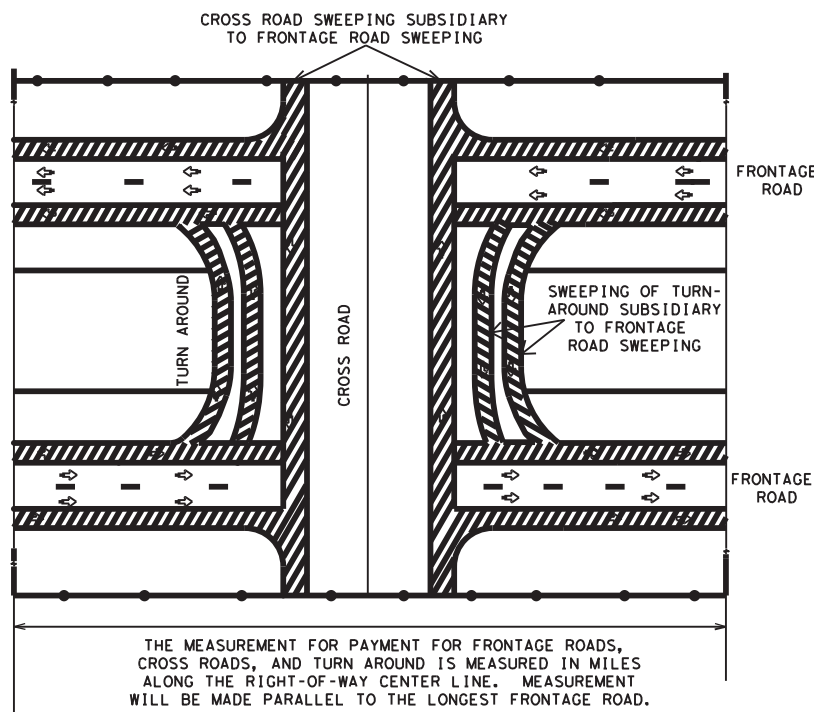 CROSS ROAD SWEEPING SUBSIDIARY
TO FRONTAGE ROAD SWEEPING
FRONTAGE
ROAD
TURN AROUND
CROSS ROAD
SWEEPING OF TURN-
AROUND SUBSIDIARY
TO FRONTAGE
ROAD SWEEPING
FRONTAGE
ROAD
THE MEASUREMENT FOR PAYMENT FOR FRONTAGE ROADS,
CROSS ROADS, AND TURN AROUND IS MEASURED IN MILES
ALONG THE RIGHT-OF-WAY CENTER LINE. MEASUREMENT
WILL BE MADE PARALLEL TO THE LONGEST FRONTAGE ROAD.